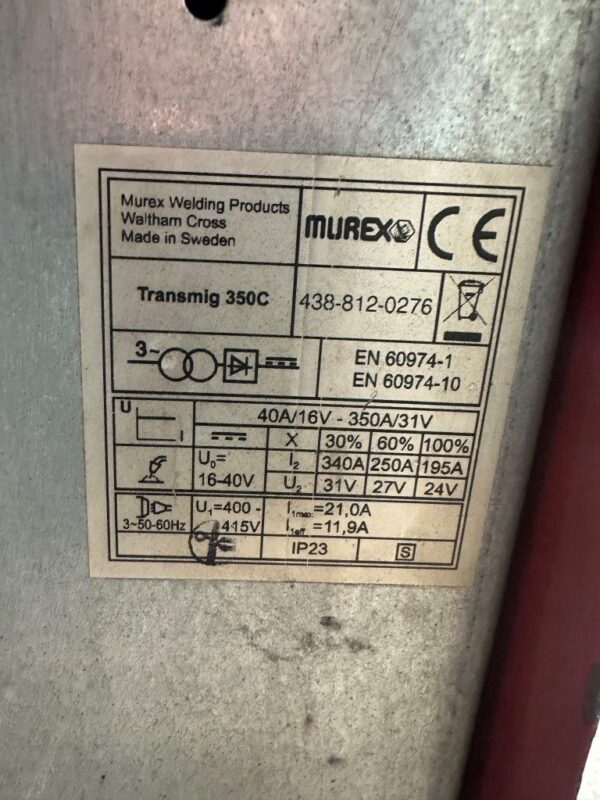 Murex Welding Products
Waltham Cross
Made in Sweden
MUREX
CE
Transmig 350C
438-812-0276
3~
EN 60974-1
EN 60974-10
U
I
40A/16V - 350A/31V
X 30% 60% 100%
U₀=
16-40V
I₂ 340A 250A 195A
U₂ 31V 27V 24V
3~50-60Hz
U₁=400 -
415V
I₁max=21,0A
I₁eff=11,9A
IP23
S